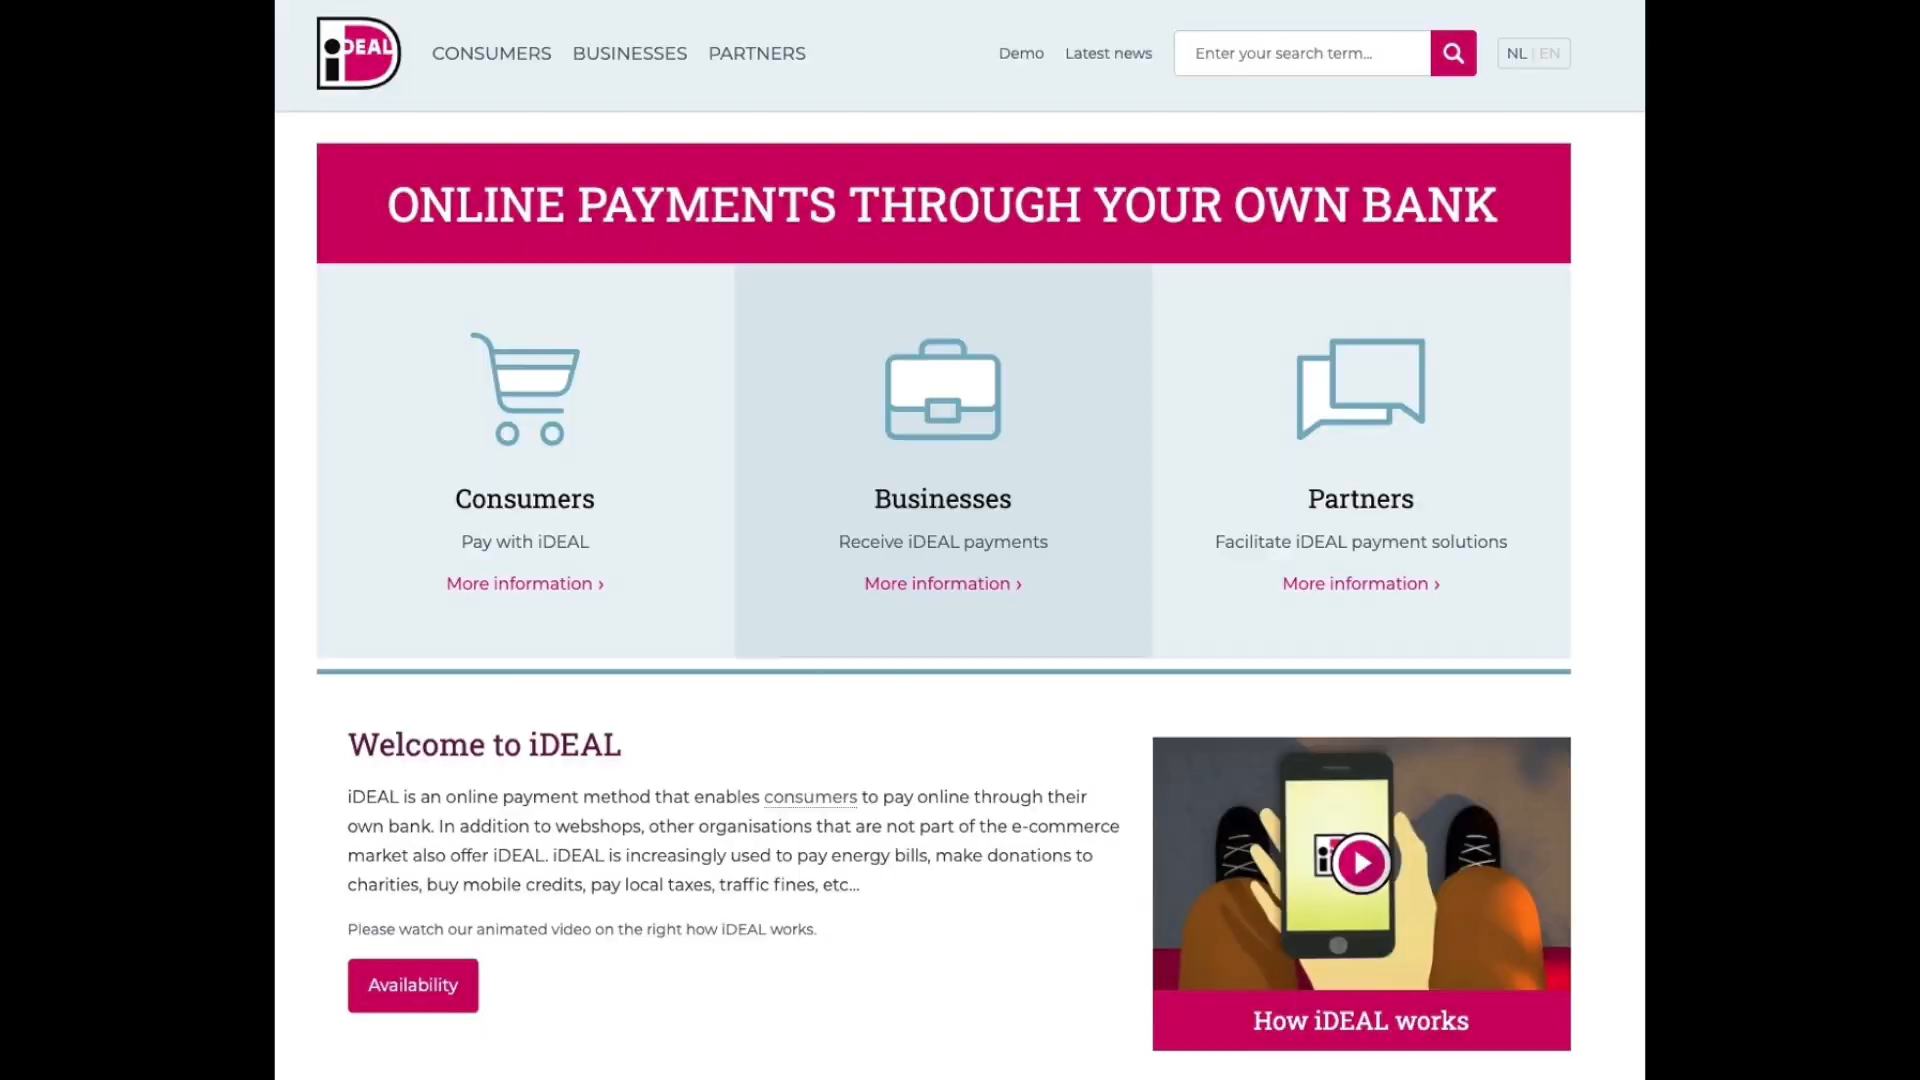 iDEAL
CONSUMERS BUSINESSES PARTNERS
Demo Latest news Enter your search term... NL | EN
ONLINE PAYMENTS THROUGH YOUR OWN BANK
Consumers
Pay with iDEAL
More information ›
Businesses
Receive iDEAL payments
More information ›
Partners
Facilitate iDEAL payment solutions
More information ›
Welcome to iDEAL
iDEAL is an online payment method that enables consumers to pay online through their
own bank. In addition to webshops, other organisations that are not part of the e-commerce
market also offer iDEAL. iDEAL is increasingly used to pay energy bills, make donations to
charities, buy mobile credits, pay local taxes, traffic fines, etc...
Please watch our animated video on the right how iDEAL works.
Availability
How iDEAL works